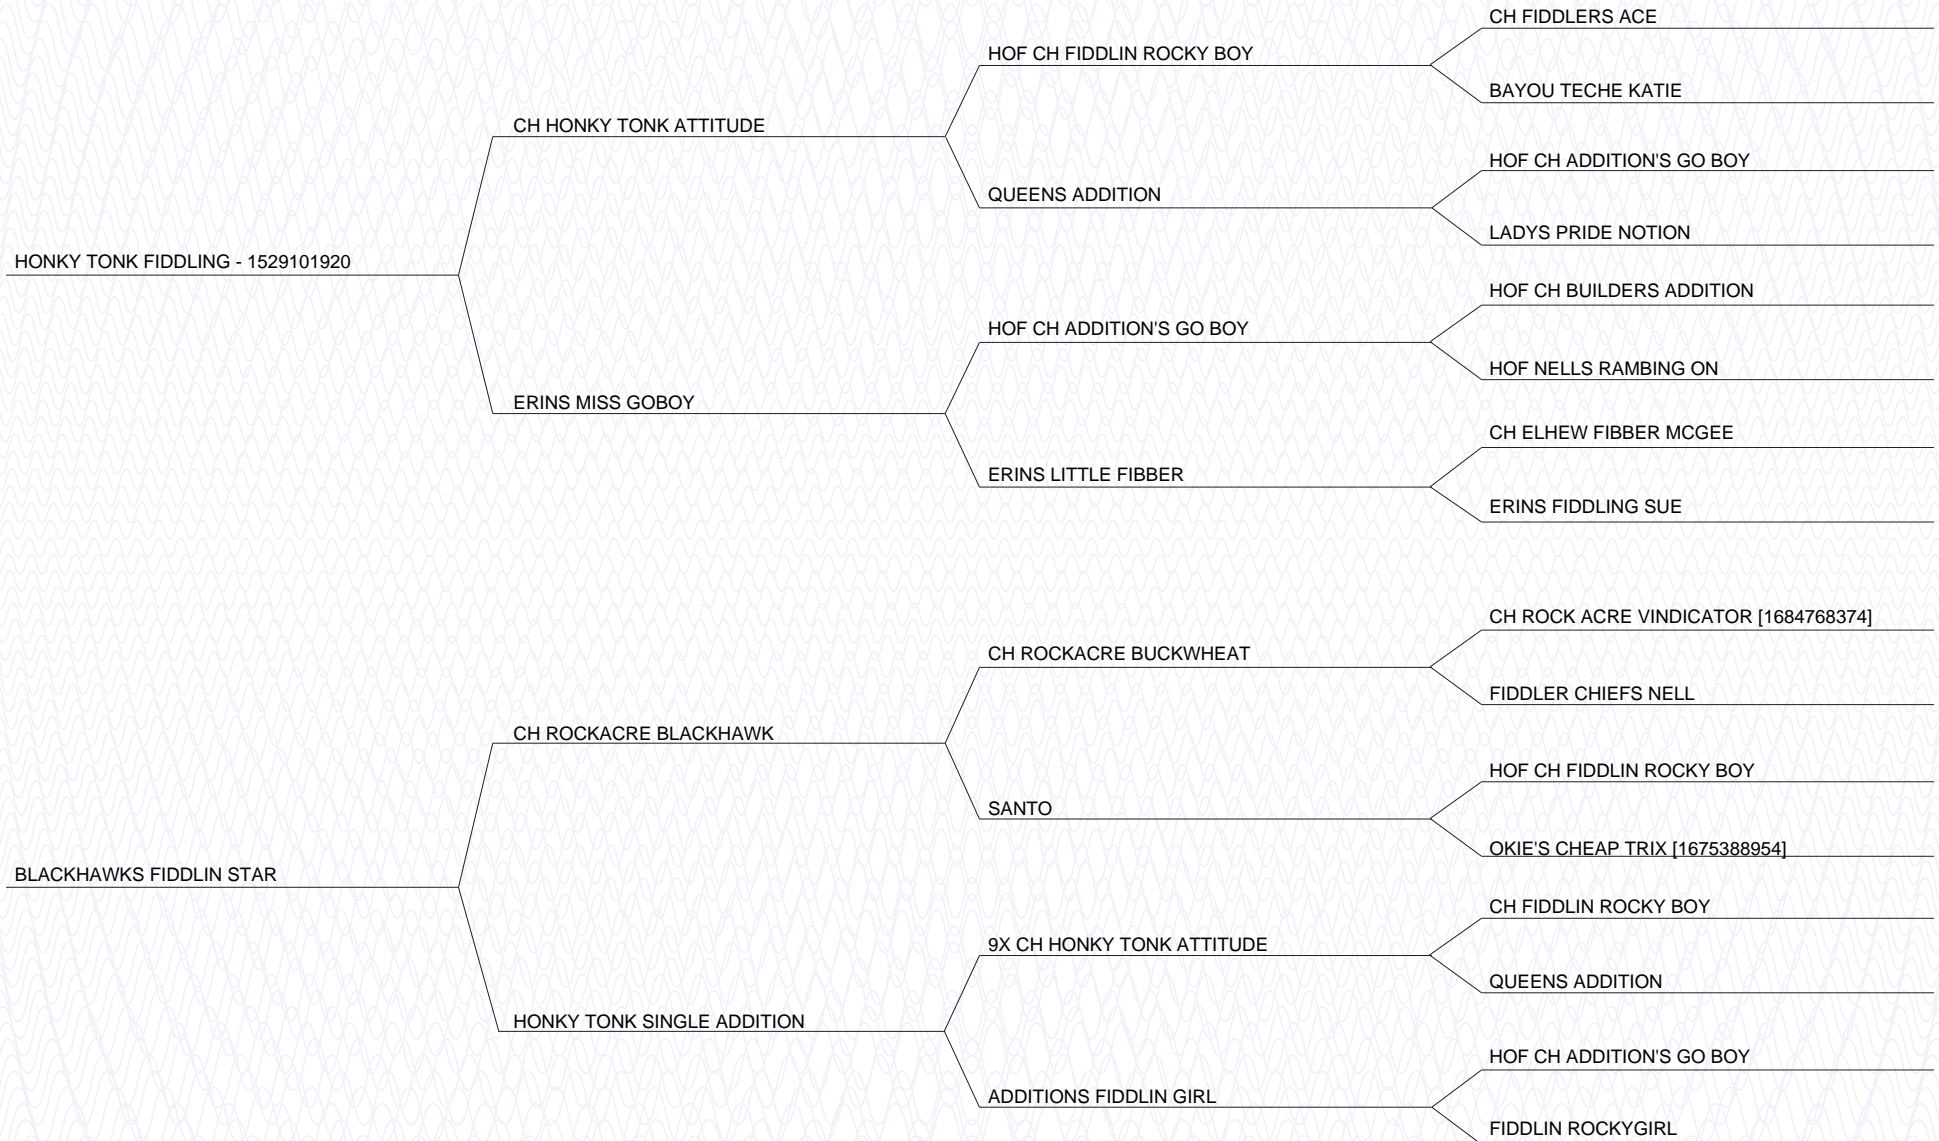 CH FIDDLERS ACE
HOF CH FIDDLIN ROCKY BOY
BAYOU TECHE KATIE
CH HONKY TONK ATTITUDE
HOF CH ADDITION'S GO BOY
QUEENS ADDITION
LADYS PRIDE NOTION
HONKY TONK FIDDLING - 1529101920
HOF CH BUILDERS ADDITION
HOF CH ADDITION'S GO BOY
HOF NELLS RAMBING ON
ERINS MISS GOBOY
CH ELHEW FIBBER MCGEE
ERINS LITTLE FIBBER
ERINS FIDDLING SUE
CH ROCK ACRE VINDICATOR [1684768374]
CH ROCKACRE BUCKWHEAT
FIDDLER CHIEFS NELL
CH ROCKACRE BLACKHAWK
HOF CH FIDDLIN ROCKY BOY
SANTO
OKIE'S CHEAP TRIX [1675388954]
BLACKHAWKS FIDDLIN STAR
CH FIDDLIN ROCKY BOY
9X CH HONKY TONK ATTITUDE
QUEENS ADDITION
HONKY TONK SINGLE ADDITION
HOF CH ADDITION'S GO BOY
ADDITIONS FIDDLIN GIRL
FIDDLIN ROCKYGIRL